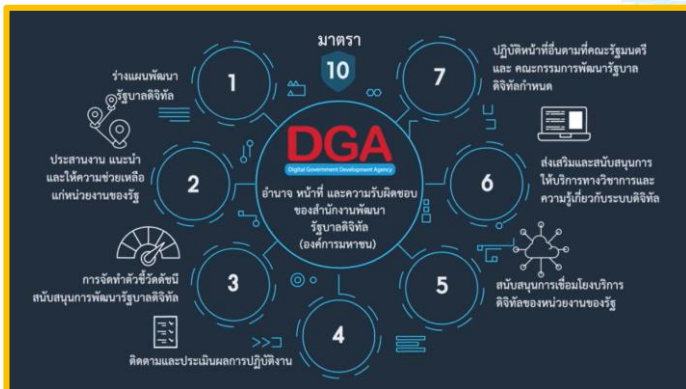 มาตรา
10
DGA
Digital Government Development Agency
อำนาจ หน้าที่ และความรับผิดชอบ
ของสำนักงานพัฒนา
รัฐบาลดิจิทัล
(องค์การมหาชน)
1
ร่างแผนพัฒนา
รัฐบาลดิจิทัล
2
ประสานงาน แนะนำ
และให้ความช่วยเหลือ
แก่หน่วยงานของรัฐ
3
การจัดทำตัวชี้วัดดัชนี
สนับสนุนการพัฒนารัฐบาลดิจิทัล
4
ติดตามและประเมินผลการปฏิบัติงาน
5
สนับสนุนการเชื่อมโยงบริการ
ดิจิทัลของหน่วยงานของรัฐ
6
ส่งเสริมและสนับสนุนการ
ให้บริการทางวิชาการและ
ความรู้เกี่ยวกับระบบดิจิทัล
7
ปฏิบัติหน้าที่อื่นตามที่คณะรัฐมนตรี
และ คณะกรรมการพัฒนารัฐบาล
ดิจิทัลกำหนด